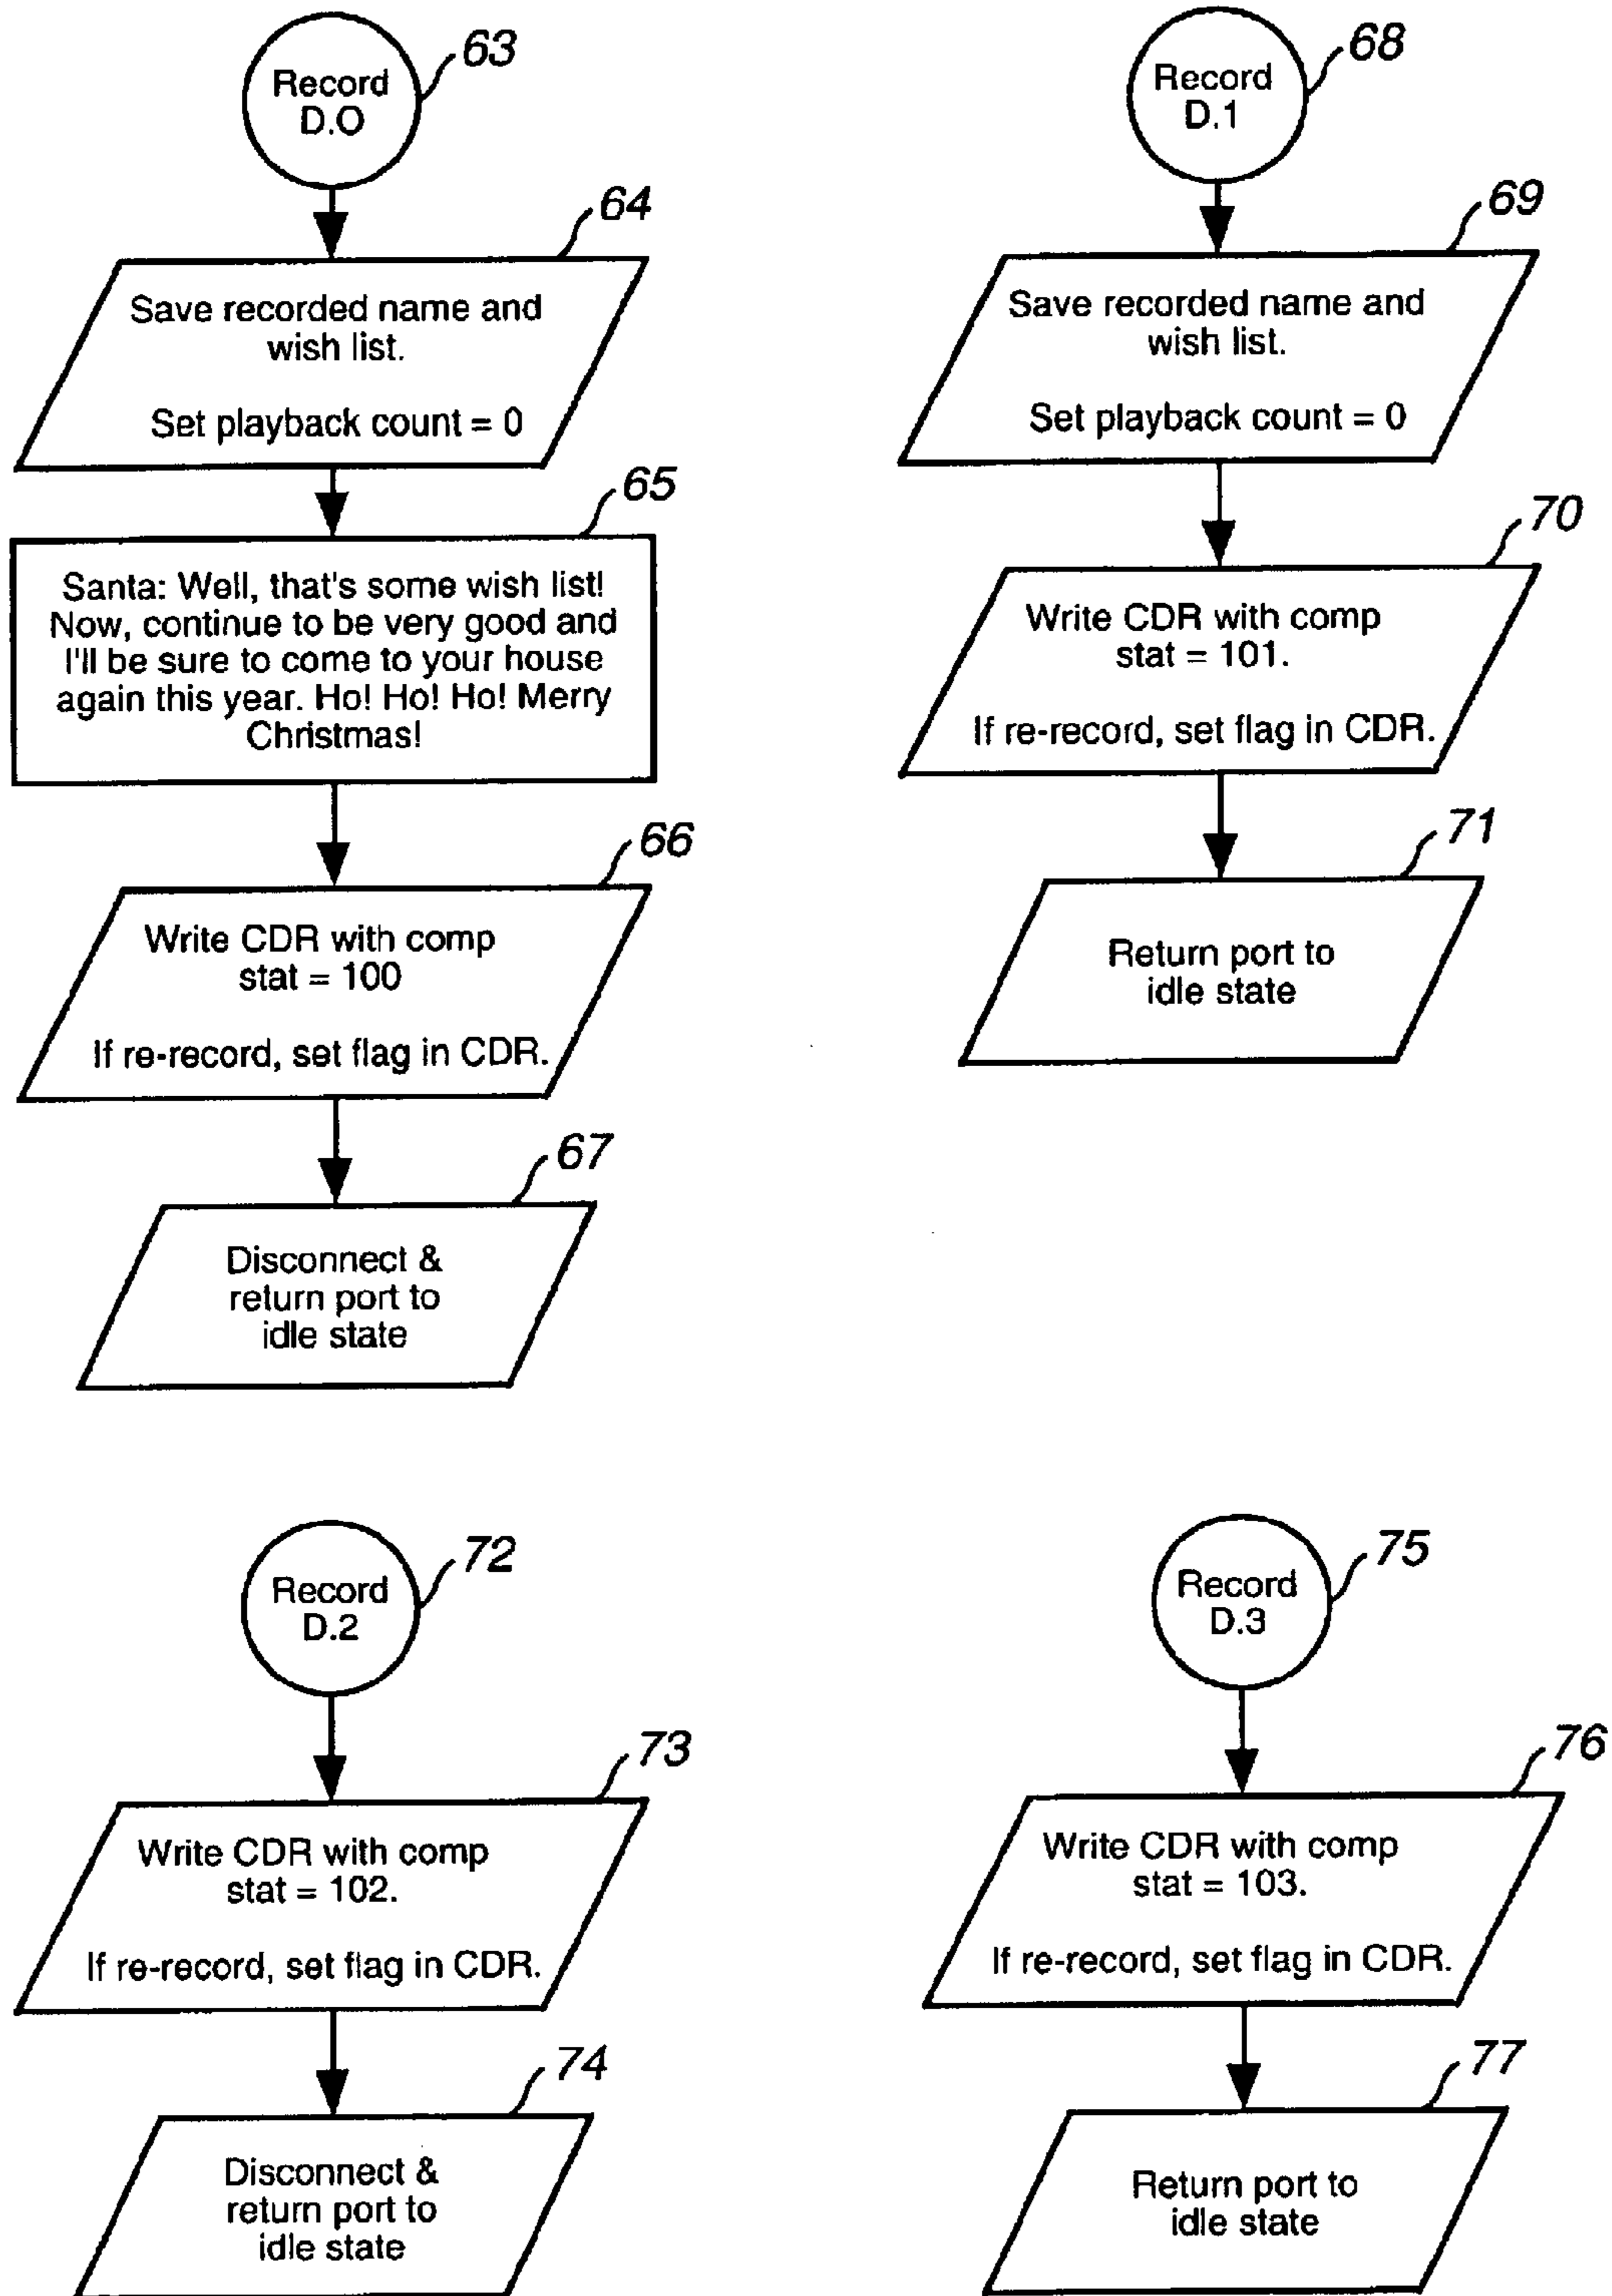 63
Record
D.O
64
Save recorded name and
wish list.
Set playback count = 0
65
Santa: Well, that's some wish list!
Now, continue to be very good and
I'll be sure to come to your house
again this year. Ho! Ho! Ho! Merry
Christmas!
66
Write CDR with comp
stat = 100
If re-record, set flag in CDR.
67
Disconnect &
return port to
idle state
68
Record
D.1
69
Save recorded name and
wish list.
Set playback count = 0
70
Write CDR with comp
stat = 101.
If re-record, set flag in CDR.
71
Return port to
idle state
72
Record
D.2
73
Write CDR with comp
stat = 102.
If re-record, set flag in CDR.
74
Disconnect &
return port to
idle state
75
Record
D.3
76
Write CDR with comp
stat = 103.
If re-record, set flag in CDR.
77
Return port to
idle state